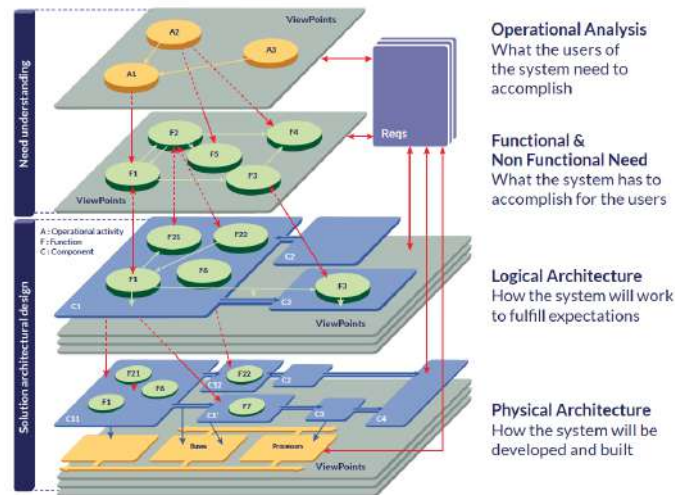 Need understanding
ViewPoints
A2
A3
A1
Reqs
Operational Analysis
What the users of
the system need to
accomplish
F2
F4
F5
F1
F3
ViewPoints
Functional &
Non Functional Need
What the system has to
accomplish for the users
Solution architectural design
A : Operational activity
F : Function
C : Component
F21
F22
C2
F1
F6
F3
C1
C3
ViewPoints
Logical Architecture
How the system will work
to fulfill expectations
F21
F22
C2
F6
C12
F1
F7
C3
C4
C11
Buses
Processors
ViewPoints
Physical Architecture
How the system will be
developed and built